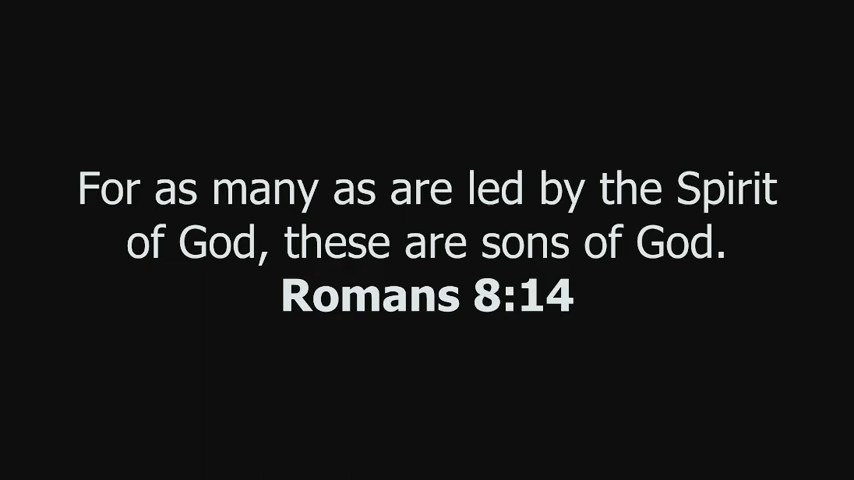 For as many as are led by the Spirit
of God, these are sons of God.
Romans 8:14